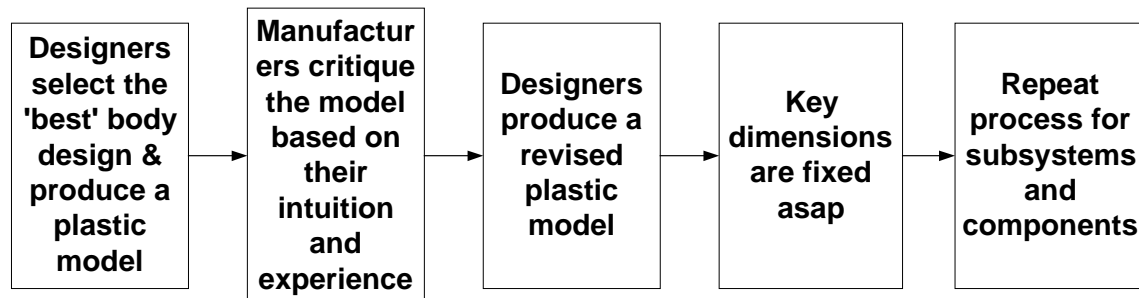 Designers
select the
'best' body
design &
produce a
plastic
model
Manufactur
ers critique
the model
based on
their
intuition
and
experience
Designers
produce a
revised
plastic
model
Key
dimensions
are fixed
asap
Repeat
process for
subsystems
and
components